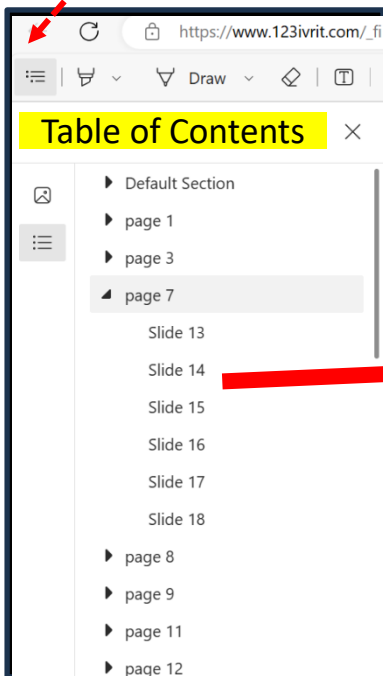 https://www.123ivrit.com/_fi
Draw
Table of Contents
Default Section
page 1
page 3
page 7
Slide 13
Slide 14
Slide 15
Slide 16
Slide 17
Slide 18
page 8
page 9
page 11
page 12